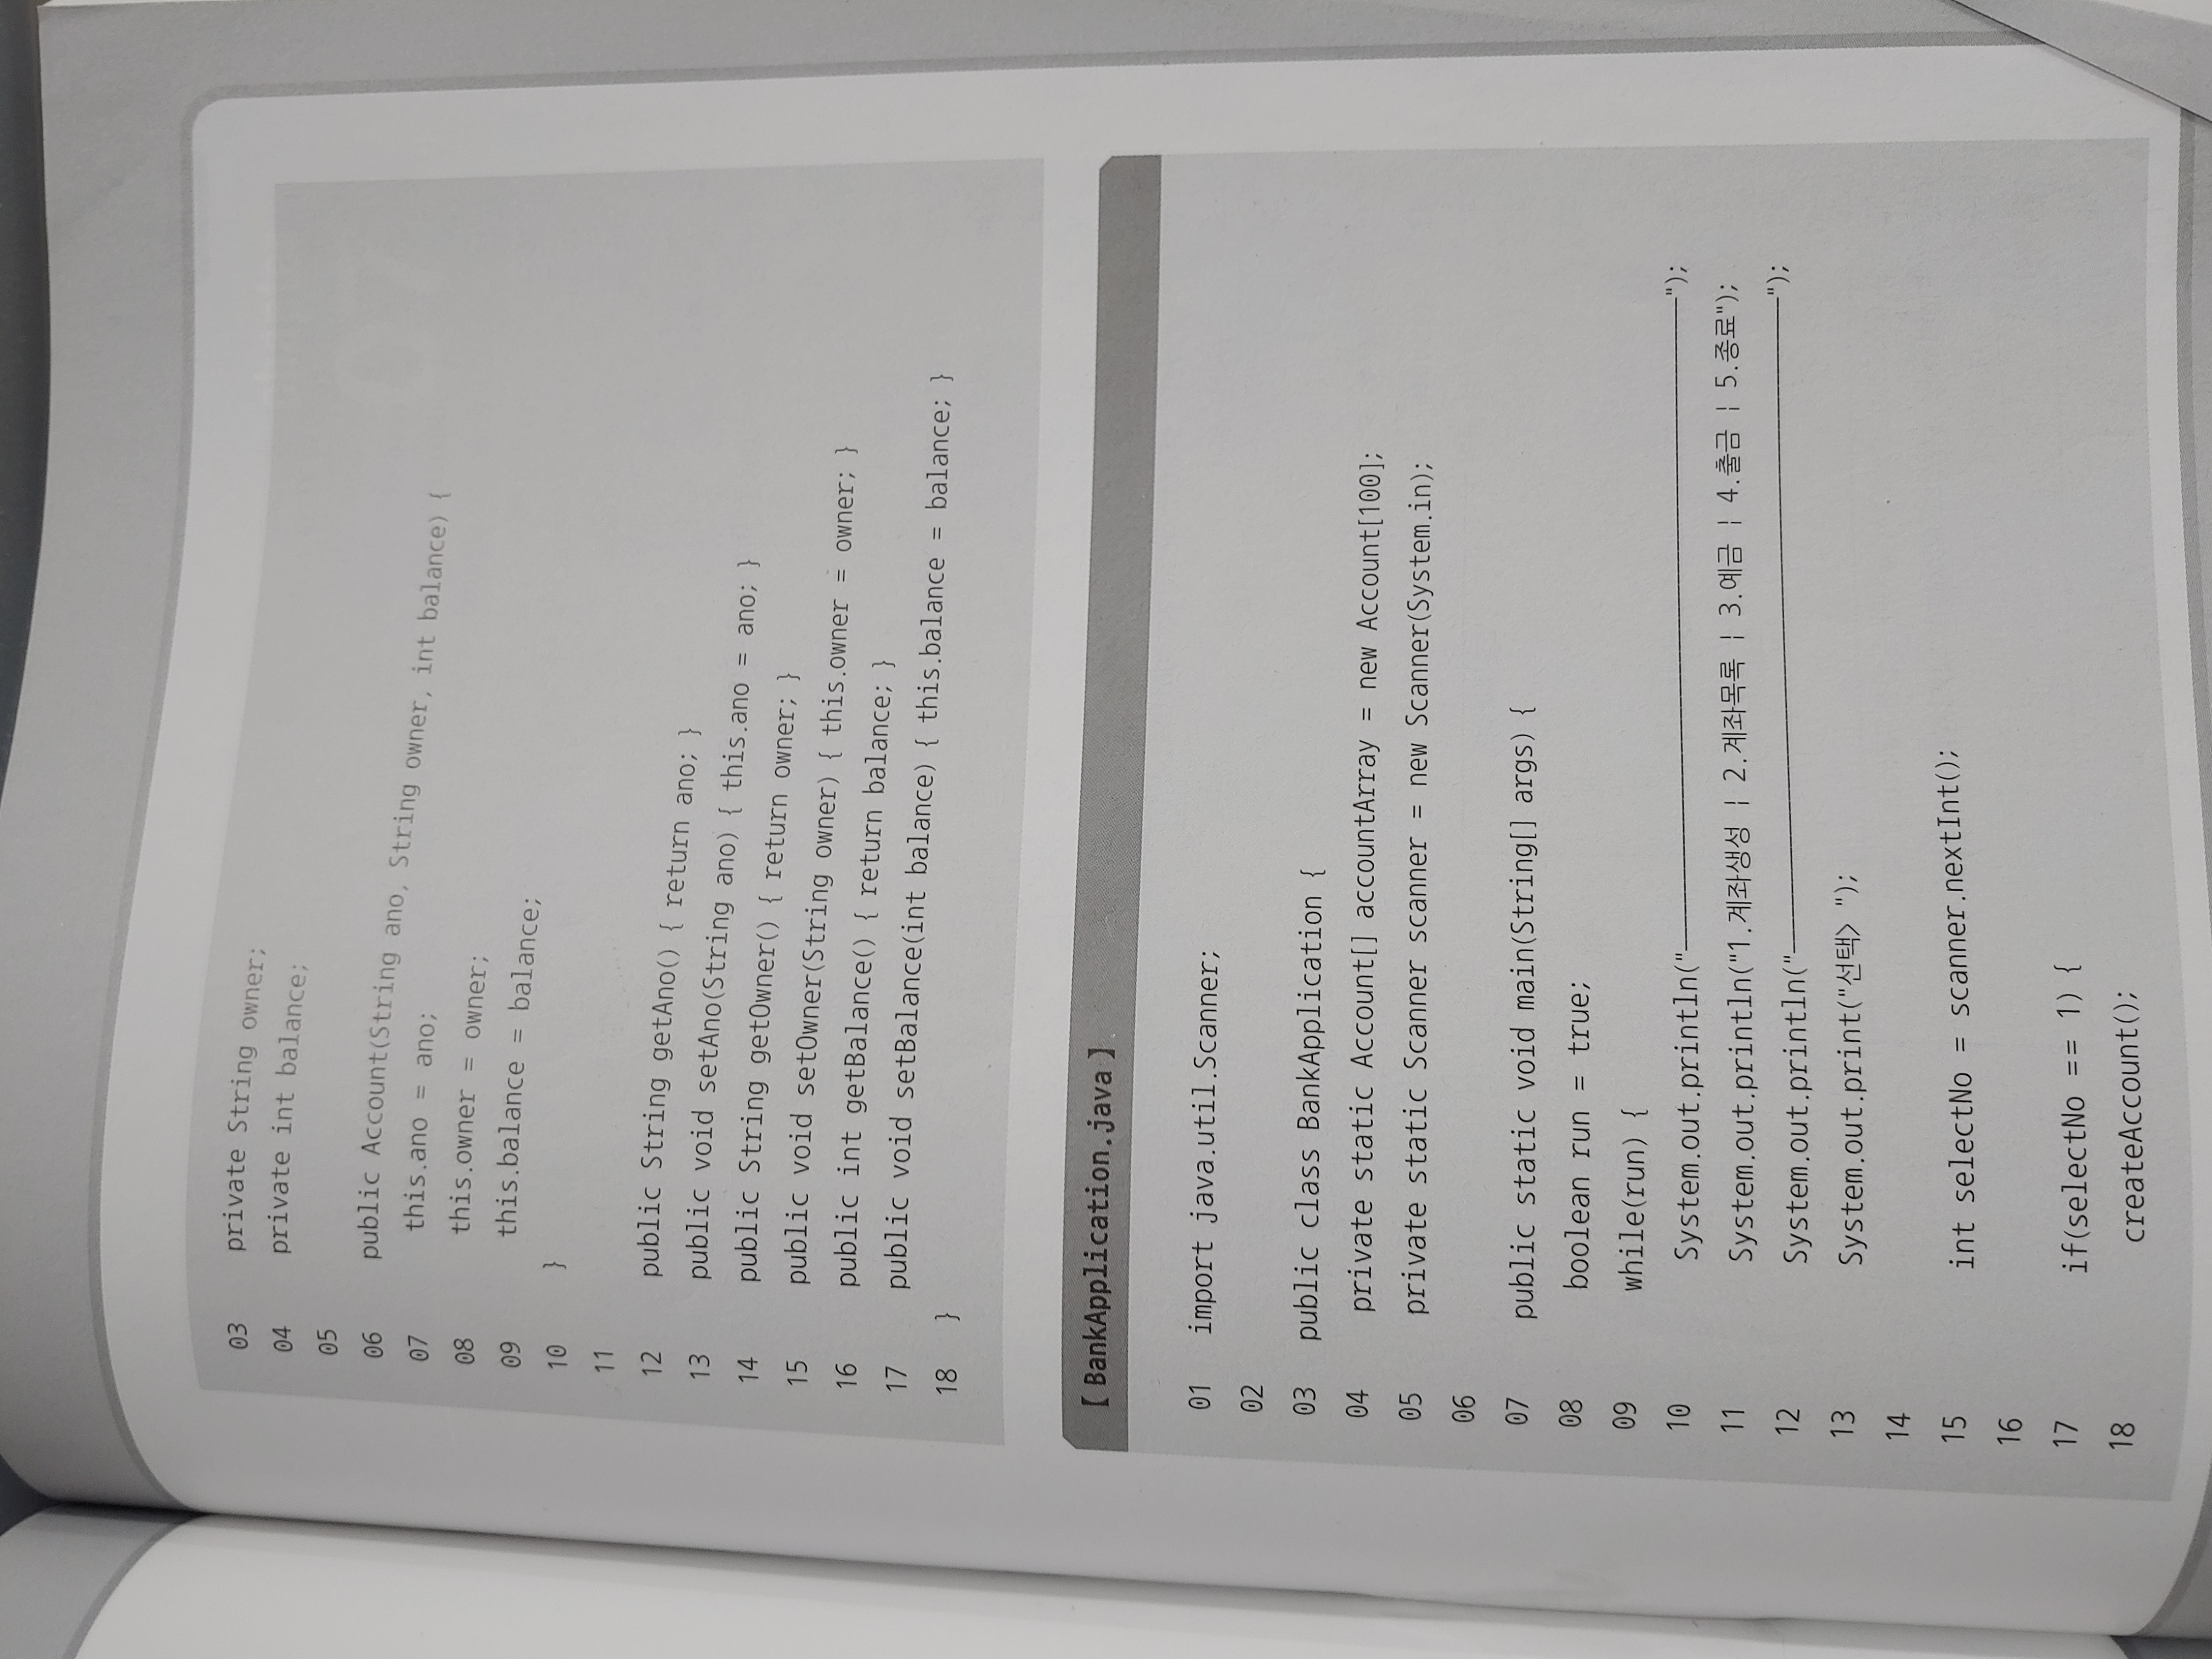 03 private String owner;
04 private int balance;
05
06 public Account(String ano, String owner, int balance) {
07 this.ano = ano;
08 this.owner = owner;
09 this.balance = balance;
10 }
11
12 public String getAno() { return ano; }
13 public void setAno(String ano) { this.ano = ano; }
14 public String getOwner() { return owner; }
15 public void setOwner(String owner) { this.owner = owner; }
16 public int getBalance() { return balance; }
17 public void setBalance(int balance) { this.balance = balance; }
18 }
【 BankApplication.java 】
01 import java.util.Scanner;
02
03 public class BankApplication {
04 private static Account[] accountArray = new Account[100];
05 private static Scanner scanner = new Scanner(System.in);
06
07 public static void main(String[] args) {
08 boolean run = true;
09 while(run) {
10 System.out.println("──────────────────────────────");
11 System.out.println("1.계좌생성 ¦ 2.계좌목록 ¦ 3.예금 ¦ 4.출금 ¦ 5.종료");
12 System.out.println("──────────────────────────────");
13 System.out.print("선택> ");
14
15 int selectNo = scanner.nextInt();
16
17 if(selectNo == 1) {
18 createAccount();